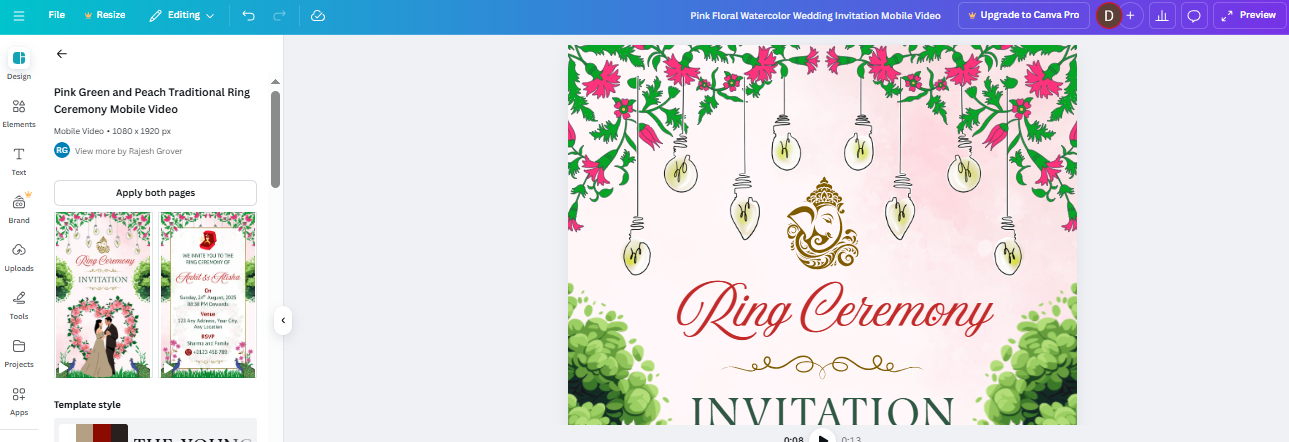 File
Resize
Editing
Pink Floral Watercolor Wedding Invitation Mobile Video
Upgrade to Canva Pro
D
+
Preview
Design
Elements
Text
Brand
Uploads
Tools
Projects
Apps
Pink Green and Peach Traditional Ring
Ceremony Mobile Video
Mobile Video • 1080 x 1920 px
RG
View more by Rajesh Grover
Apply both pages
Ring Ceremony
INVITATION
WE INVITE YOU TO THE
RING CEREMONY OF
Ankit & Alisha
On
Sunday, 24th August, 2025
08:30 PM Onwards
Venue
123 Any Address, Your City,
Any Location
RSVP
Sharma and Family
+0123 456 789
Template style
THE YOUNG
Ring Ceremony
INVITATION
0:08
0:13